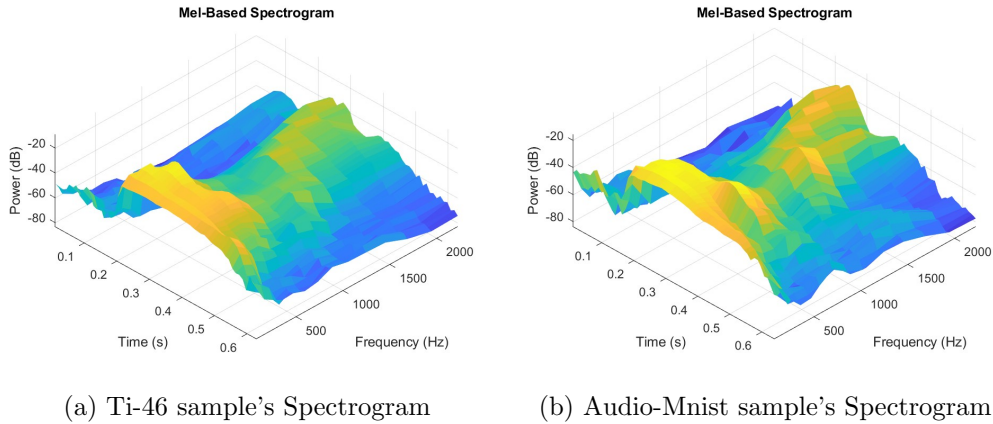 Mel-Based Spectrogram
-20
-40
-60
-80
Power (dB)
0.1
0.2
0.3
0.4
0.5
0.6
Time (s)
500
1000
1500
2000
Frequency (Hz)
(a) Ti-46 sample's Spectrogram
Mel-Based Spectrogram
-20
-40
-60
-80
Power (dB)
0.1
0.2
0.3
0.4
0.5
0.6
Time (s)
500
1000
1500
2000
Frequency (Hz)
(b) Audio-Mnist sample's Spectrogram